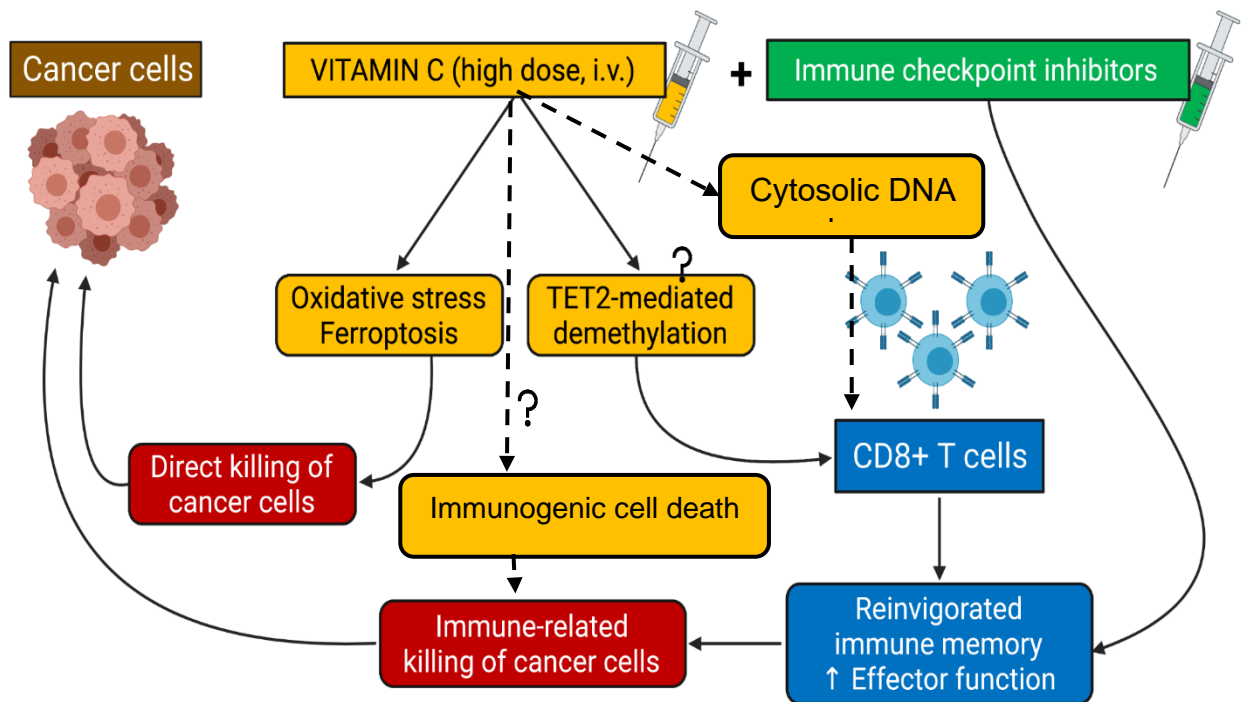 Cancer cells
VITAMIN C (high dose, i.v.)
+
Immune checkpoint inhibitors
Cytosolic DNA
.
Oxidative stress
Ferroptosis
?
TET2-mediated
demethylation
?
Direct killing of
cancer cells
CD8+ T cells
Immunogenic cell death
Immune-related
killing of cancer cells
Reinvigorated
immune memory
↑ Effector function